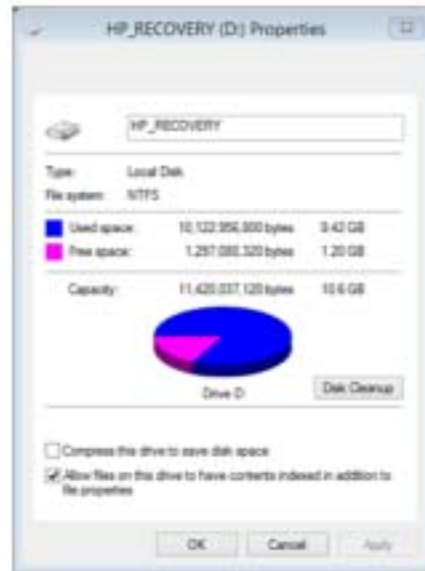 HP_RECOVERY (D:) Properties
HP_RECOVERY
Type: Local Disk
File system: NTFS
Used space: 10,122,956,800 bytes 9.42 GB
Free space: 1,297,080,320 bytes 1.20 GB
Capacity: 11,420,037,120 bytes 10.6 GB
Drive D:
Disk Cleanup
Compress this drive to save disk space
Allow files on this drive to have contents indexed in addition to
file properties
OK Cancel Apply